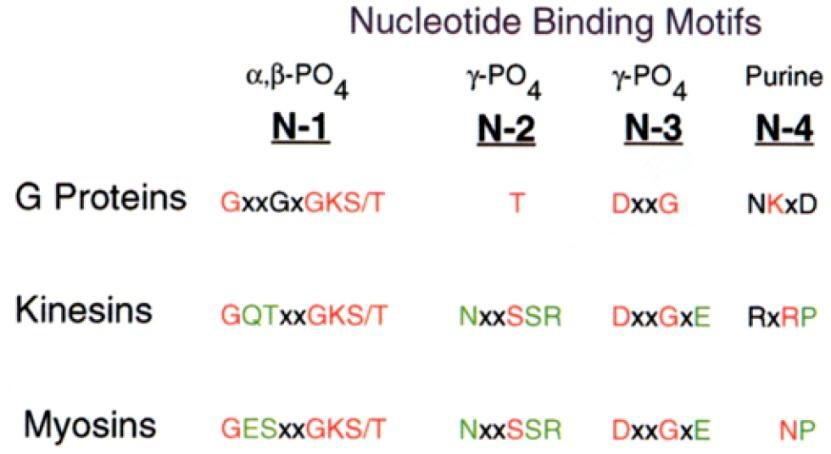 Nucleotide Binding Motifs
α,β-PO4 γ-PO4 γ-PO4 Purine
N-1 N-2 N-3 N-4
G Proteins GxxGxGKS/T T DxxG NKxD
Kinesins GQTxxGKS/T NxxSSR DxxGxE RxRP
Myosins GESxxGKS/T NxxSSR DxxGxE NP